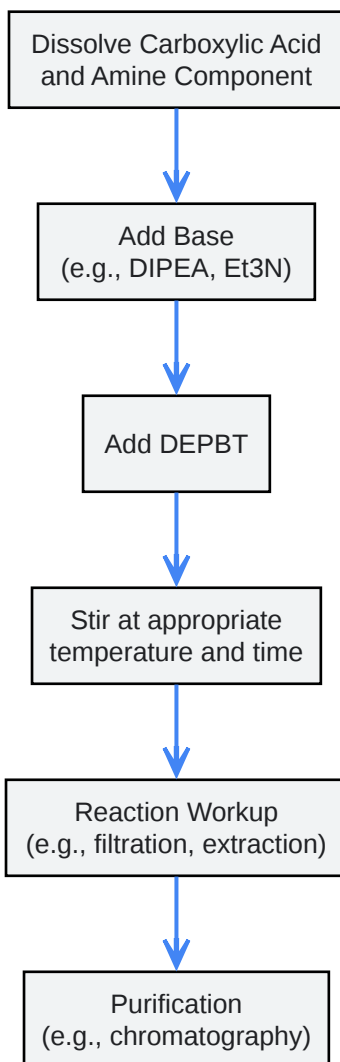 Dissolve Carboxylic Acid
and Amine Component
Add Base
(e.g., DIPEA, Et3N)
Add DEPBT
Stir at appropriate
temperature and time
Reaction Workup
(e.g., filtration, extraction)
Purification
(e.g., chromatography)